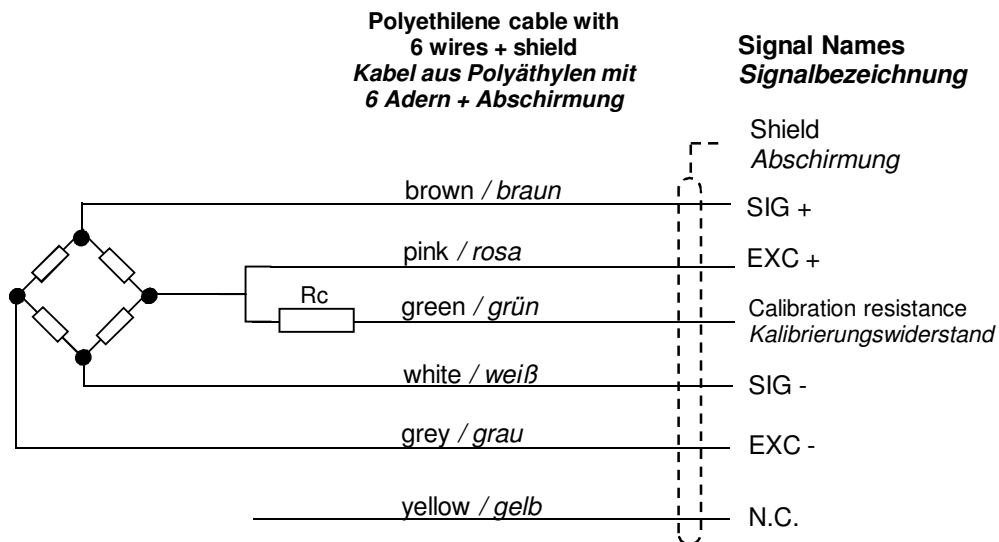 Polyethilene cable with
6 wires + shield
Kabel aus Polyäthylen mit
6 Adern + Abschirmung
Signal Names
Signalbezeichnung
Shield
Abschirmung
brown / braun
SIG +
pink / rosa
EXC +
Rc
green / grün
Calibration resistance
Kalibrierungswiderstand
white / weiß
SIG -
grey / grau
EXC -
yellow / gelb
N.C.